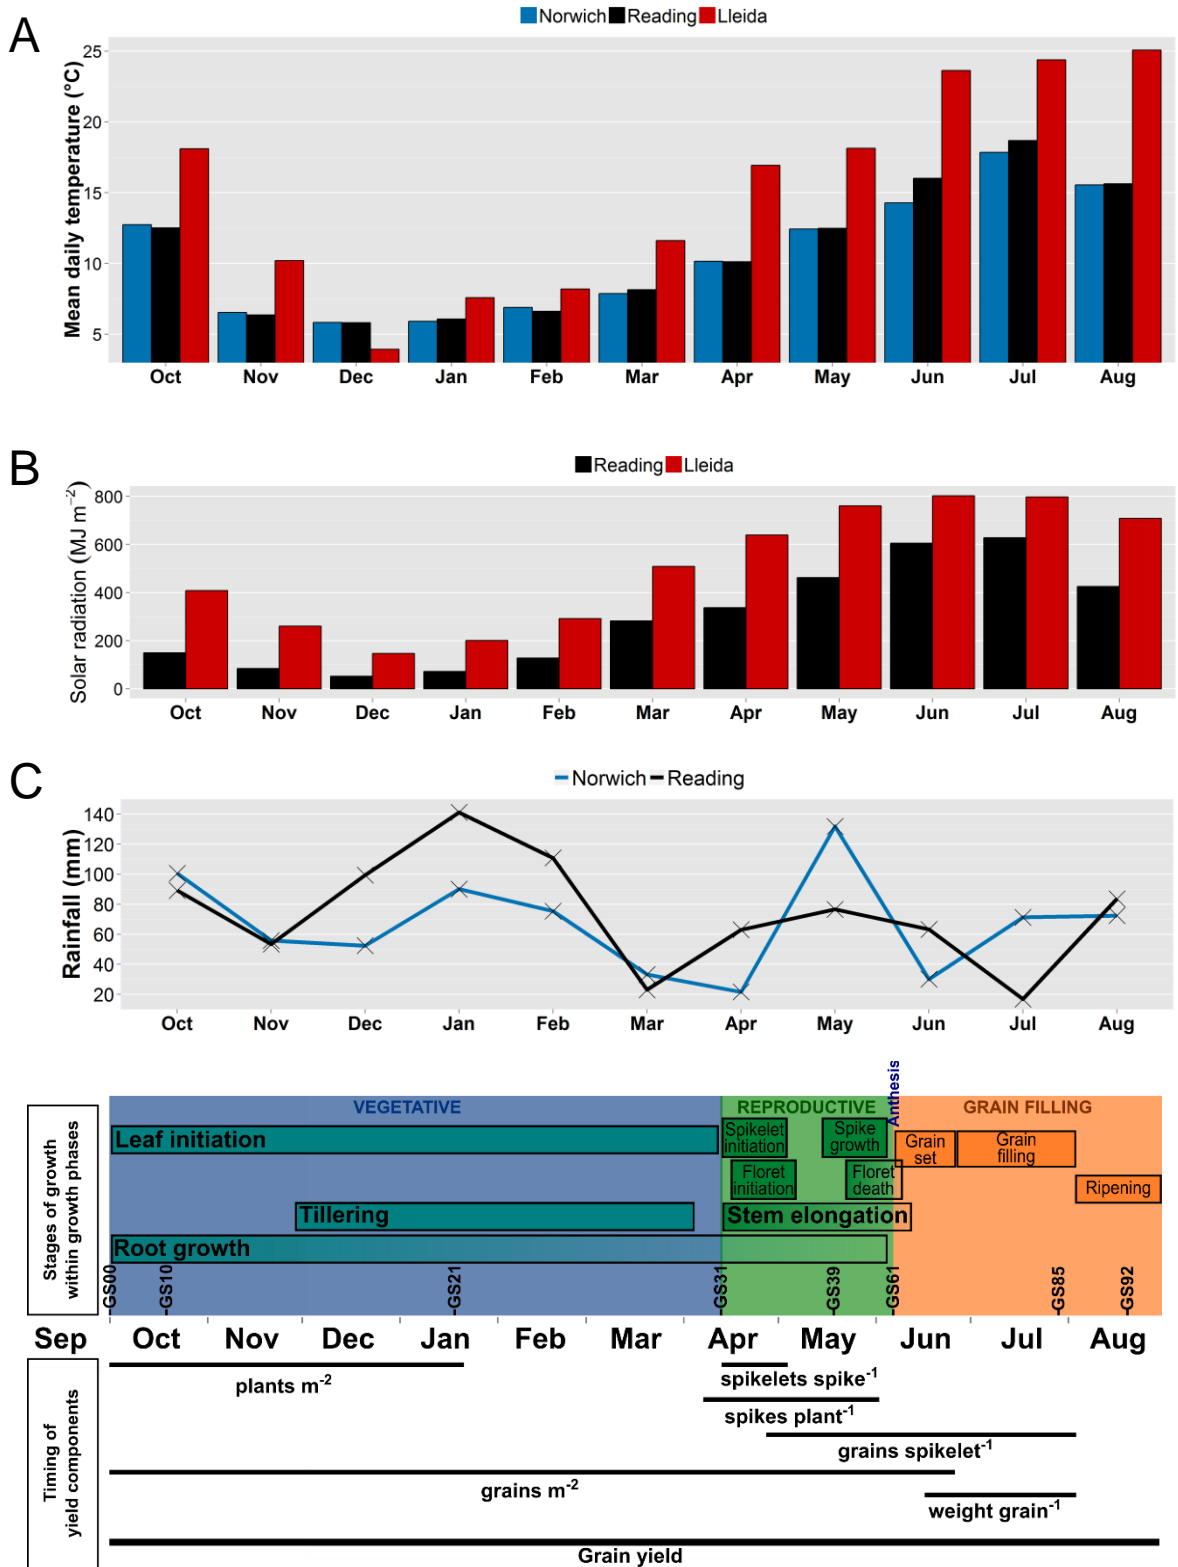 A
Norwich Reading Lleida
Mean daily temperature (°C)
25
20
15
10
5
Oct Nov Dec Jan Feb Mar Apr May Jun Jul Aug
B
Reading Lleida
Solar radiation (MJ m⁻²)
800
600
400
200
0
Oct Nov Dec Jan Feb Mar Apr May Jun Jul Aug
C
Norwich Reading
Rainfall (mm)
140
120
100
80
60
40
20
Oct Nov Dec Jan Feb Mar Apr May Jun Jul Aug
Stages of growth
within growth phases
VEGETATIVE REPRODUCTIVE Anthesis GRAIN FILLING
Leaf initiation
Spikelet
initiation
Spike
growth
Grain
set
Grain
filling
Floret
initiation
Floret
death
Ripening
Tillering
Stem elongation
Root growth
GS00 GS10 GS21 GS31 GS39 GS61 GS85 GS92
Sep Oct Nov Dec Jan Feb Mar Apr May Jun Jul Aug
Timing of
yield components
plants m⁻²
spikelets spike⁻¹
spikes plant⁻¹
grains spikelet⁻¹
grains m⁻²
weight grain⁻¹
Grain yield